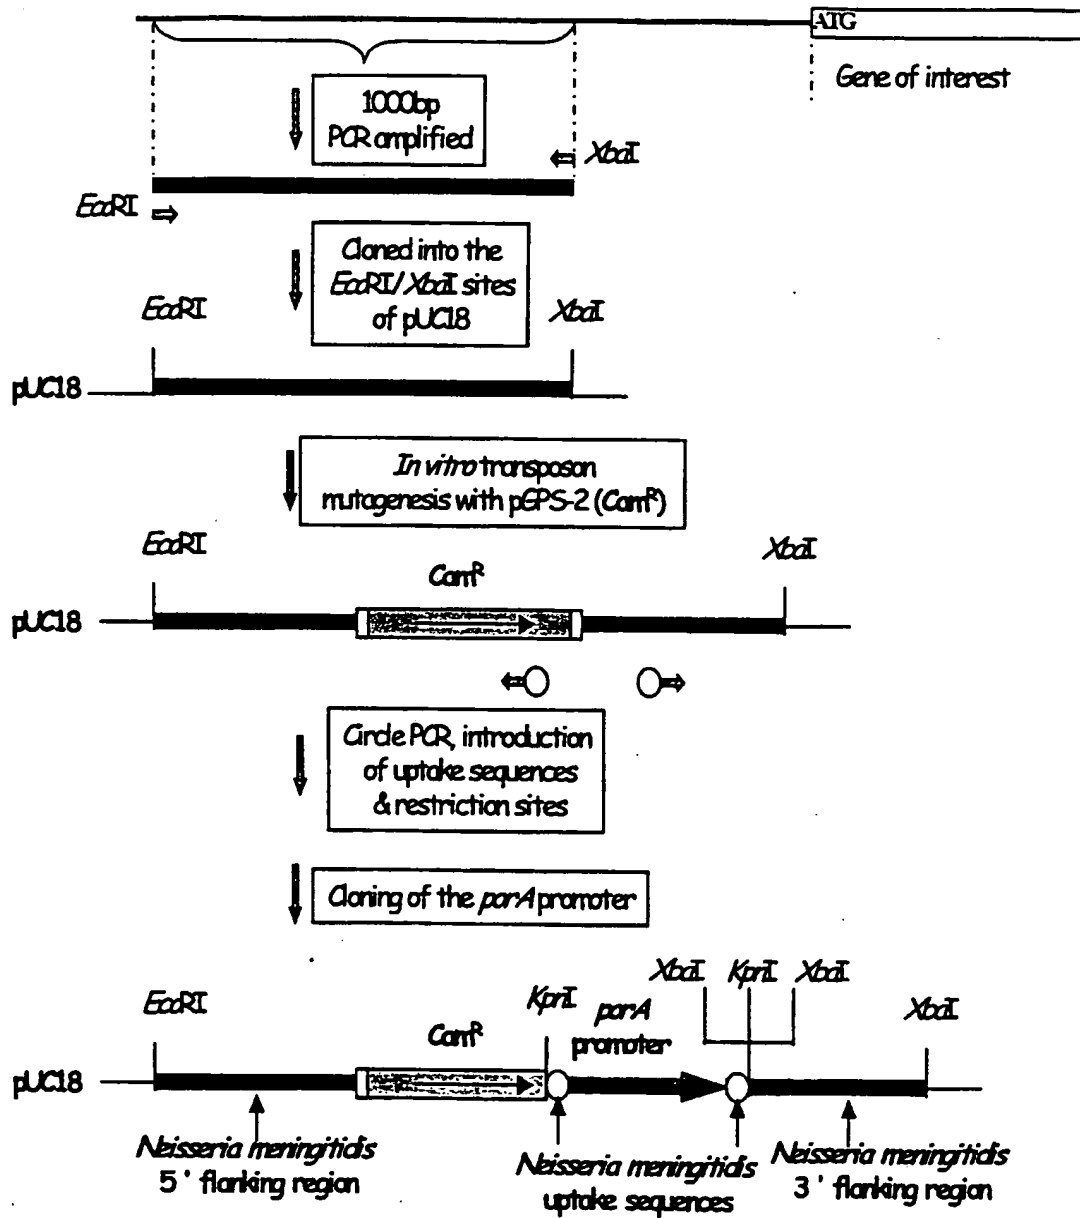 ATG
Gene of interest
1000bp
PCR amplified
XbaI
EcoRI
Cloned into the
EcoRI/XbaI sites
of pUC18
EcoRI
XbaI
pUC18
In vitro transposon
mutagenesis with pGPS-2 (CamR)
EcoRI
XbaI
CamR
pUC18
Circle PCR, introduction
of uptake sequences
& restriction sites
Cloning of the porA promoter
XbaI KpnI XbaI
EcoRI
KpnI
porA
promoter
XbaI
CamR
pUC18
Neisseria meningitidis
5' flanking region
Neisseria meningitidis
uptake sequences
Neisseria meningitidis
3' flanking region